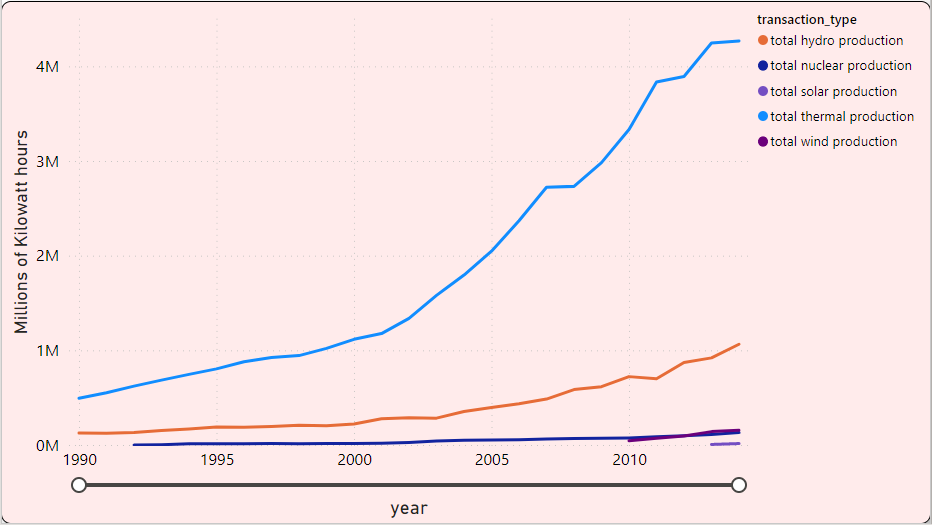 transaction_type
total hydro production
total nuclear production
total solar production
total thermal production
total wind production
Millions of Kilowatt hours
4M
3M
2M
1M
0M
1990 1995 2000 2005 2010
year